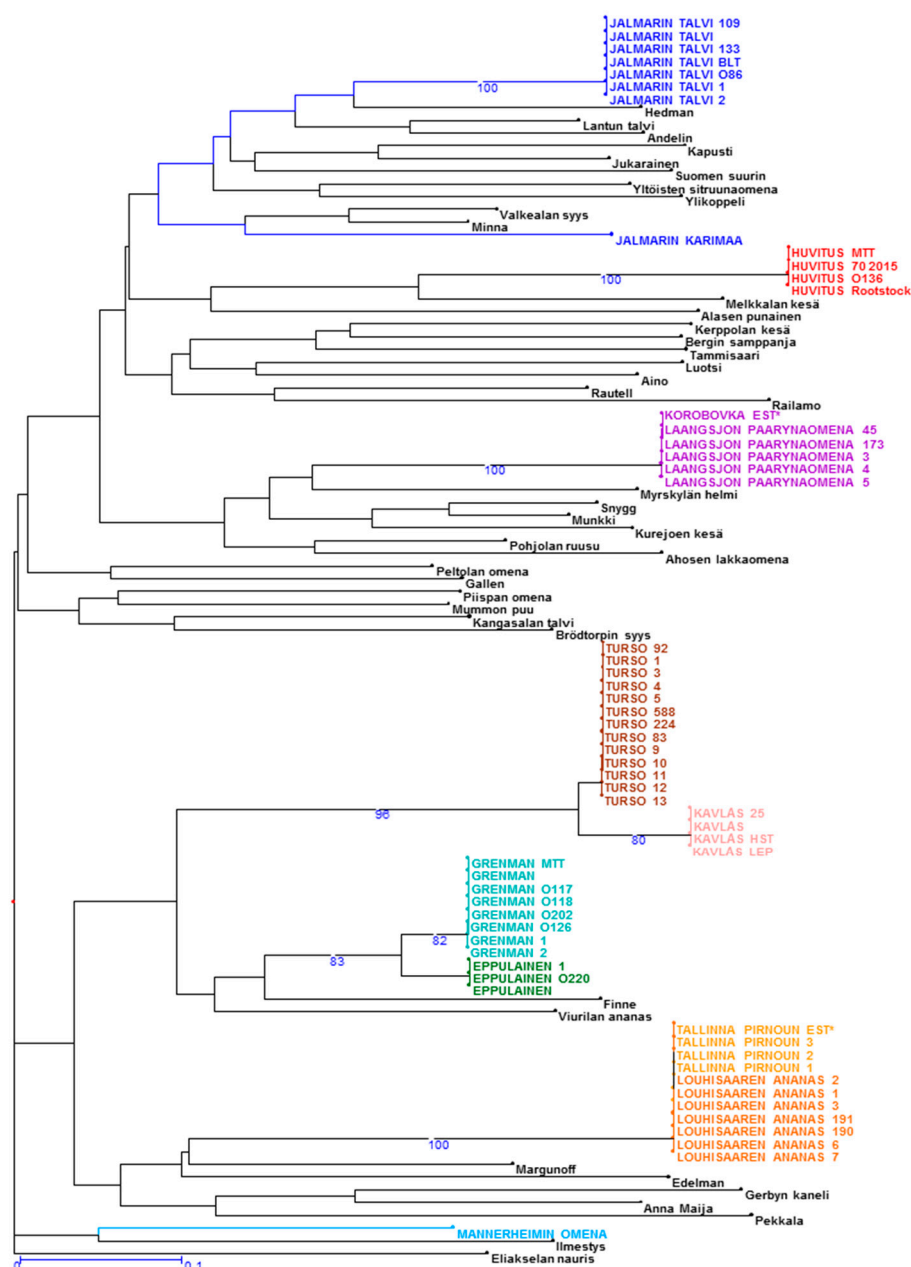 JALMARIN TALVI 109
JALMARIN TALVI
JALMARIN TALVI 133
JALMARIN TALVI BLT
JALMARIN TALVI O86
100
JALMARIN TALVI 1
JALMARIN TALVI 2
Hedman
Lantun talvi
Andelin
Kapusti
Jukarainen
Suomen suurin
Yltöisten sitruunaomena
Ylikoppeli
Valkealan syys
Minna
JALMARIN KARIMAA
HUVITUS MTT
HUVITUS 70 2015
100
HUVITUS O136
HUVITUS Rootstock
Melkkalan kesä
Alasen punainen
Kerppolan kesä
Bergin samppanja
Tammisaari
Luotsi
Aino
Rautell
Railamo
KOROBOVKA EST*
LAANGSJON PAARYNAOMENA 45
LAANGSJON PAARYNAOMENA 173
LAANGSJON PAARYNAOMENA 3
100
LAANGSJON PAARYNAOMENA 4
LAANGSJON PAARYNAOMENA 5
Myrskylän helmi
Snygg
Munkki
Kurejoen kesä
Pohjolan ruusu
Ahosen lakkaomena
Peltolan omena
Gallen
Piispan omena
Mummon puu
Kangasalan talvi
Brödtorpin syys
TURSO 92
TURSO 1
TURSO 3
TURSO 4
TURSO 5
TURSO 588
TURSO 224
TURSO 83
TURSO 9
TURSO 10
TURSO 11
TURSO 12
TURSO 13
96
KAVLÅS 25
KAVLÅS
KAVLÅS HST
80
KAVLÅS LEP
GRENMAN MTT
GRENMAN
GRENMAN O117
GRENMAN O118
GRENMAN O202
GRENMAN O126
82
GRENMAN 1
GRENMAN 2
83
EPPULAINEN 1
EPPULAINEN O220
EPPULAINEN
Finne
Viurilan ananas
TALLINNA PIRNOUN EST*
TALLINNA PIRNOUN 3
TALLINNA PIRNOUN 2
TALLINNA PIRNOUN 1
LOUHISAAREN ANANAS 2
LOUHISAAREN ANANAS 1
LOUHISAAREN ANANAS 3
LOUHISAAREN ANANAS 191
LOUHISAAREN ANANAS 190
100
LOUHISAAREN ANANAS 6
LOUHISAAREN ANANAS 7
Margunoff
Edelman
Gerbyn kaneli
Anna Maija
Pekkala
MANNERHEIMIN OMENA
Ilmestys
Eliakselan nauris
0 0.1